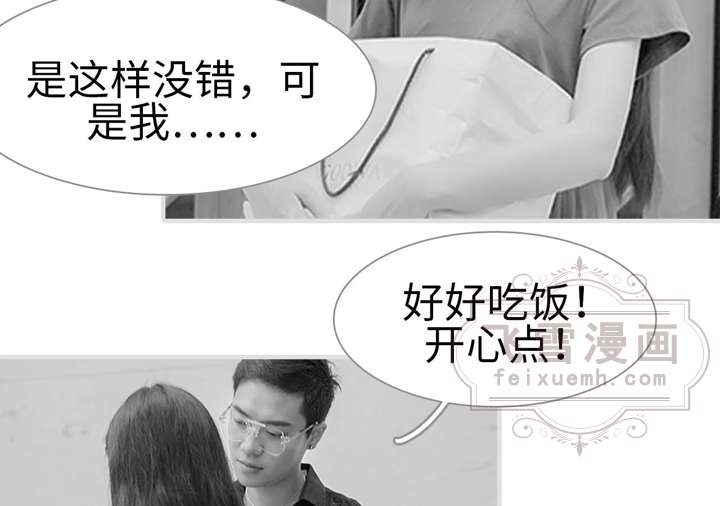 是这样没错，可
是我……
好好吃饭！
开心点！
飞雪漫画
feixuemh.com